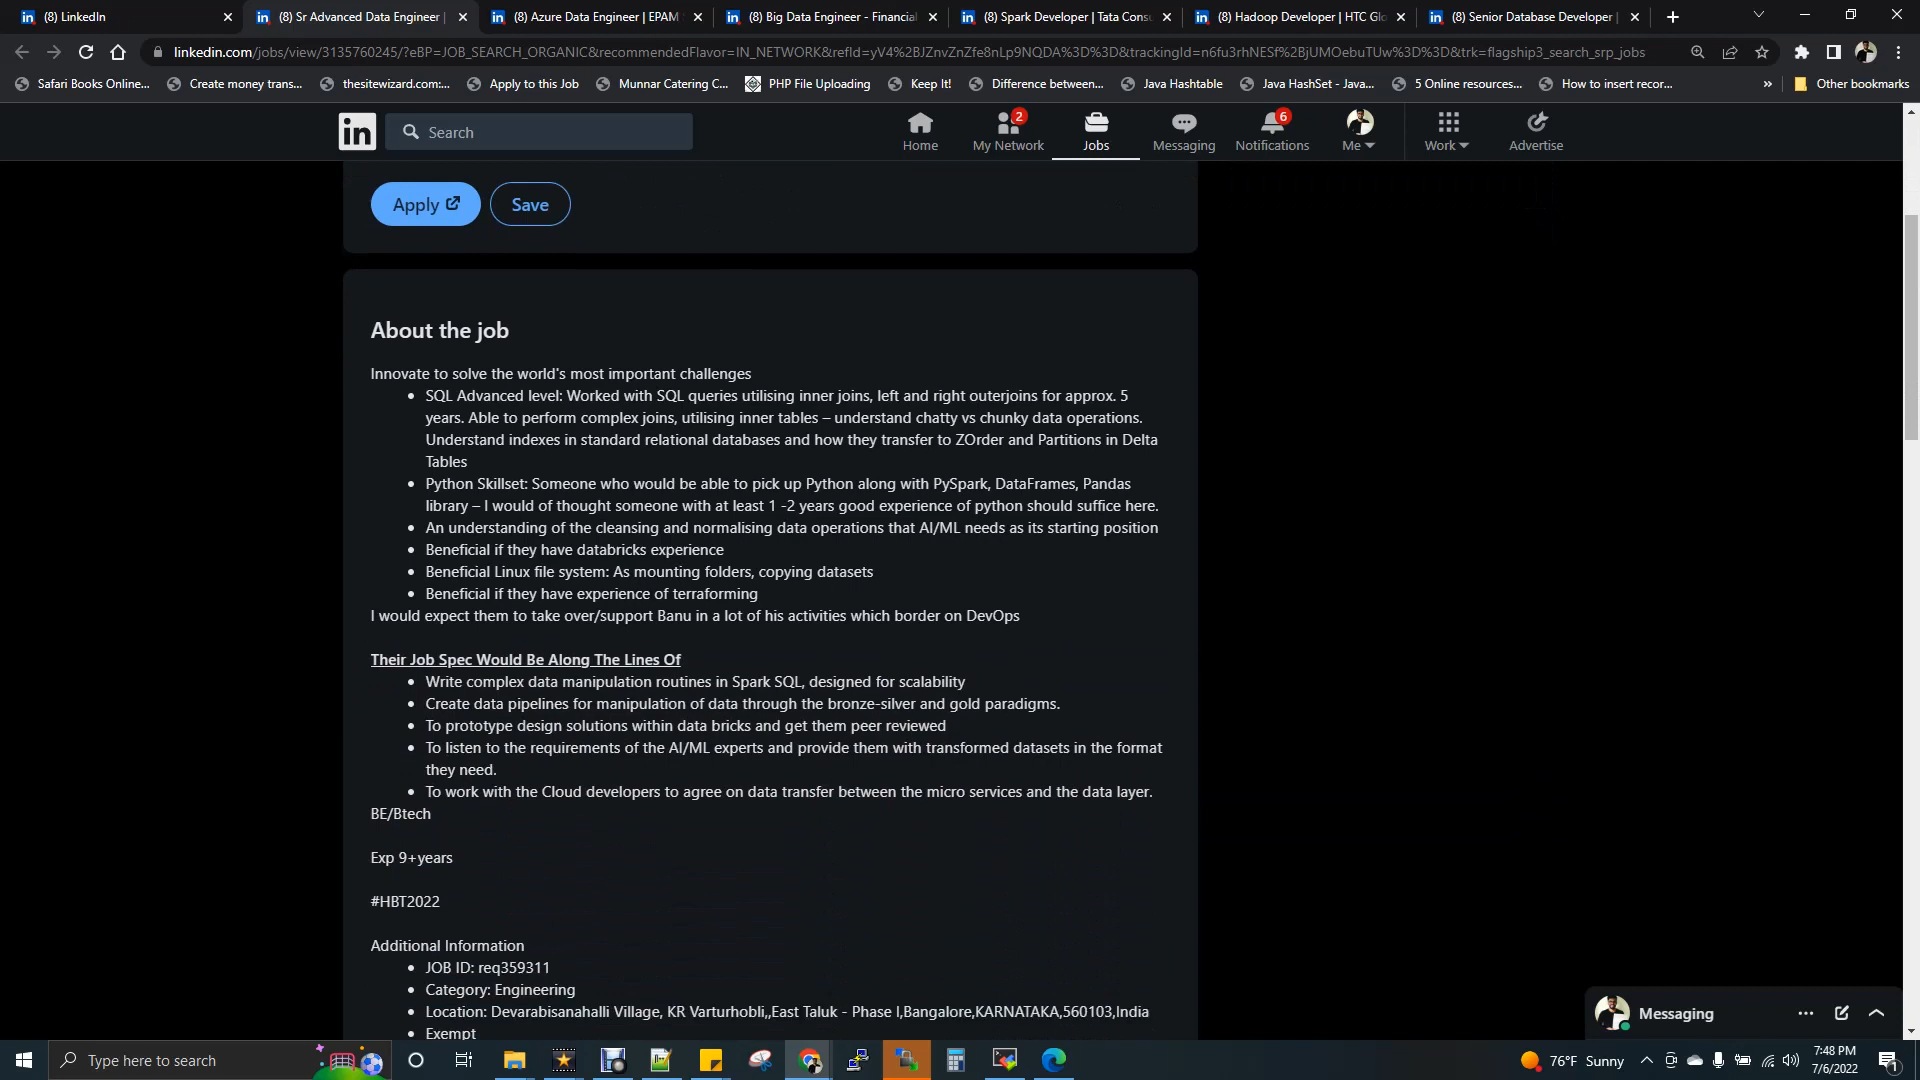 (8) LinkedIn
(8) Sr Advanced Data Engineer |
(8) Azure Data Engineer | EPAM
(8) Big Data Engineer - Financial
(8) Spark Developer | Tata Consu
(8) Hadoop Developer | HTC Glo
(8) Senior Database Developer |
linkedin.com/jobs/view/3135760245/?eBP=JOB_SEARCH_ORGANIC&recommendedFlavor=IN_NETWORK&refId=yV4%2BJZnvZnZfe8nLp9NQDA%3D%3D&trackingId=n6fu3rhNESf%2BjUMOebuTUw%3D%3D&trk=flagship3_search_srp_jobs
Safari Books Online...
Create money trans...
thesitewizard.com:...
Apply to this Job
Munnar Catering C...
PHP File Uploading
Keep It!
Difference between...
Java Hashtable
Java HashSet - Java...
5 Online resources...
How to insert recor...
»
Other bookmarks
in
Search
Home
2
My Network
Jobs
Messaging
6
Notifications
Me
Work
Advertise
Apply
Save
About the job
Innovate to solve the world's most important challenges
• SQL Advanced level: Worked with SQL queries utilising inner joins, left and right outerjoins for approx. 5
years. Able to perform complex joins, utilising inner tables – understand chatty vs chunky data operations.
Understand indexes in standard relational databases and how they transfer to ZOrder and Partitions in Delta
Tables
• Python Skillset: Someone who would be able to pick up Python along with PySpark, DataFrames, Pandas
library – I would of thought someone with at least 1 -2 years good experience of python should suffice here.
• An understanding of the cleansing and normalising data operations that AI/ML needs as its starting position
• Beneficial if they have databricks experience
• Beneficial Linux file system: As mounting folders, copying datasets
• Beneficial if they have experience of terraforming
I would expect them to take over/support Banu in a lot of his activities which border on DevOps
Their Job Spec Would Be Along The Lines Of
• Write complex data manipulation routines in Spark SQL, designed for scalability
• Create data pipelines for manipulation of data through the bronze-silver and gold paradigms.
• To prototype design solutions within data bricks and get them peer reviewed
• To listen to the requirements of the AI/ML experts and provide them with transformed datasets in the format
they need.
• To work with the Cloud developers to agree on data transfer between the micro services and the data layer.
BE/Btech
Exp 9+years
#HBT2022
Additional Information
• JOB ID: req359311
• Category: Engineering
• Location: Devarabisanahalli Village, KR Varturhobli,,East Taluk - Phase I,Bangalore,KARNATAKA,560103,India
• Exempt
Messaging
Type here to search
76°F Sunny
7:48 PM
7/6/2022
1